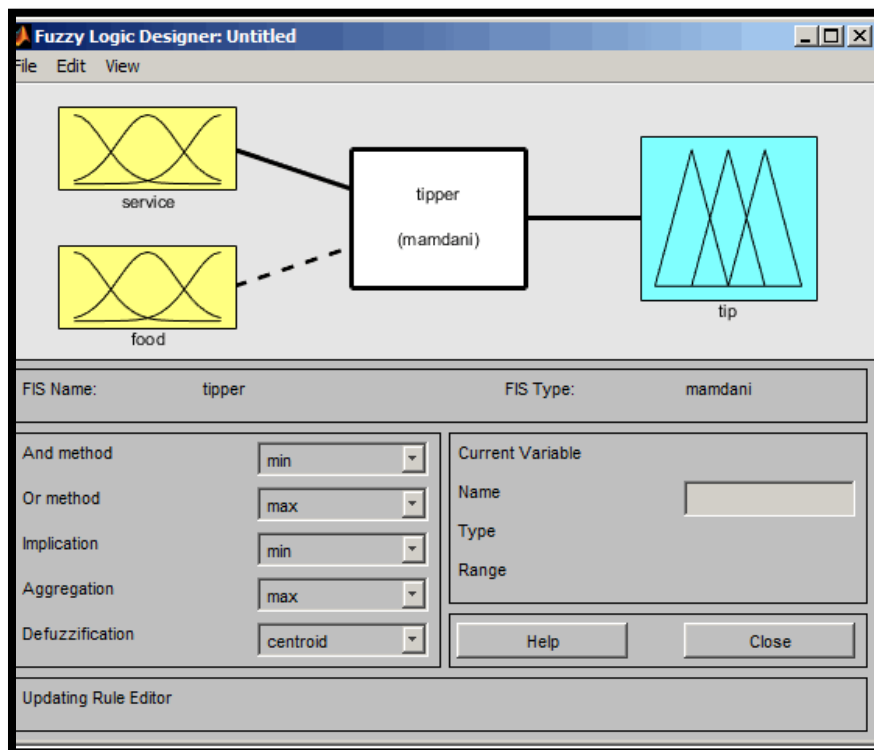 Fuzzy Logic Designer: Untitled
File Edit View
service
food
tipper
(mamdani)
tip
FIS Name: tipper FIS Type: mamdani
And method min
Or method max
Implication min
Aggregation max
Defuzzification centroid
Current Variable
Name
Type
Range
Help Close
Updating Rule Editor